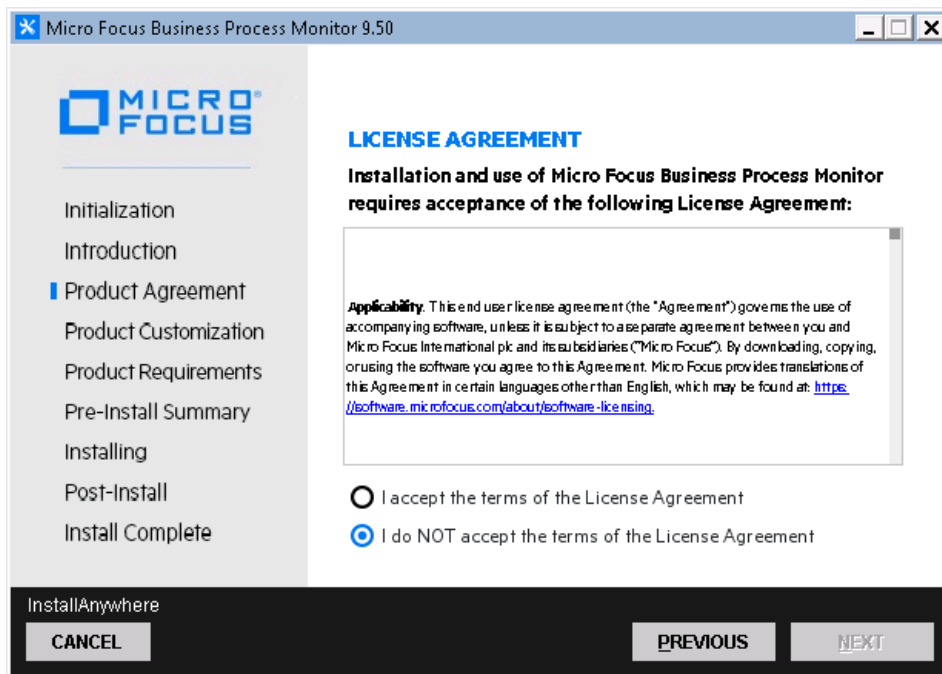 Micro Focus Business Process Monitor 9.50
MICRO
FOCUS
Initialization
Introduction
Product Agreement
Product Customization
Product Requirements
Pre-Install Summary
Installing
Post-Install
Install Complete
LICENSE AGREEMENT
Installation and use of Micro Focus Business Process Monitor
requires acceptance of the following License Agreement:
Applicability. This end user license agreement (the "Agreement") governs the use of
accompanying software, unless it is subject to a separate agreement between you and
Micro Focus International plc and its subsidiaries ("Micro Focus"). By downloading, copying,
or using the software you agree to this Agreement. Micro Focus provides translations of
this Agreement in certain languages other than English, which may be found at: https:
//software.microfocus.com/about/software-licensing.
I accept the terms of the License Agreement
I do NOT accept the terms of the License Agreement
InstallAnywhere
CANCEL
PREVIOUS
NEXT